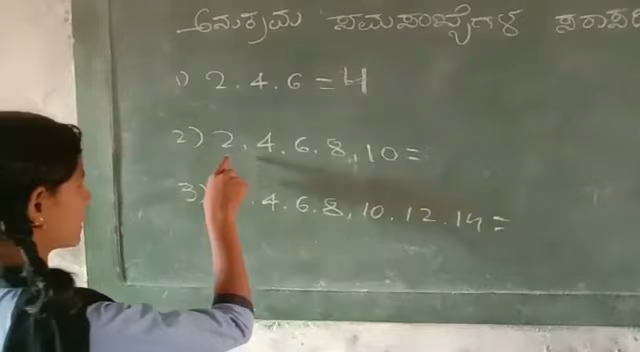 ಅನುಕ್ರಮ ಸಮಸಂಖ್ಯೆಗಳ ಸರಾಸರಿ
1) 2. 4. 6 = 4
2) 2, 4. 6. 8, 10 =
3) . 4. 6. 8, 10. 12. 14 =